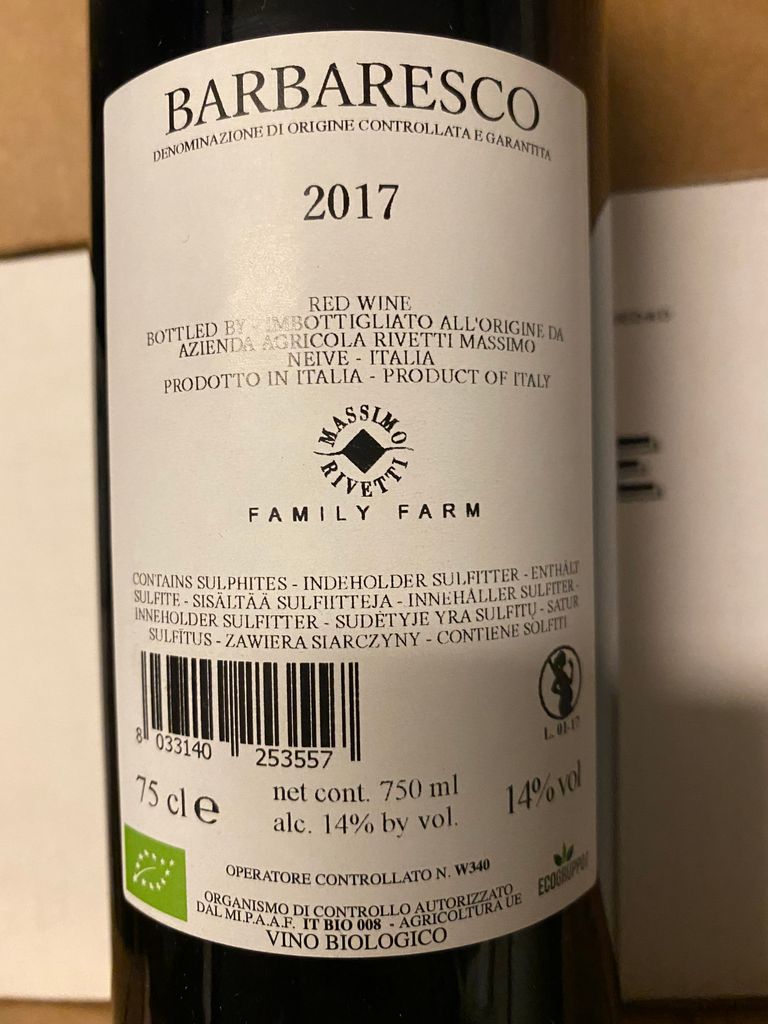 BARBARESCO
DENOMINAZIONE DI ORIGINE CONTROLLATA E GARANTITA
2017
RED WINE
BOTTLED BY - IMBOTTIGLIATO ALL'ORIGINE DA
AZIENDA AGRICOLA RIVETTI MASSIMO
NEIVE - ITALIA
PRODOTTO IN ITALIA - PRODUCT OF ITALY
MASSIMO
RIVETTI
FAMILY FARM
CONTAINS SULPHITES - INDEHOLDER SULFITTER - ENTHÄLT
SULFITE - SISÄLTÄÄ SULFIITTEJA - INNEHÅLLER SULFITER -
INNEHOLDER SULFITTER - SUDĖTYJE YRA SULFITŲ - SATUR
SULFĪTUS - ZAWIERA SIARCZYNY - CONTIENE SOLFITI
8 033140 253557
L. 01-17
75 cl e
net cont. 750 ml
alc. 14% by vol.
14% vol
OPERATORE CONTROLLATO N. W340
ECOGRUPPO
ORGANISMO DI CONTROLLO AUTORIZZATO
DAL MI.P.A.A.F. IT BIO 008 - AGRICOLTURA UE
VINO BIOLOGICO